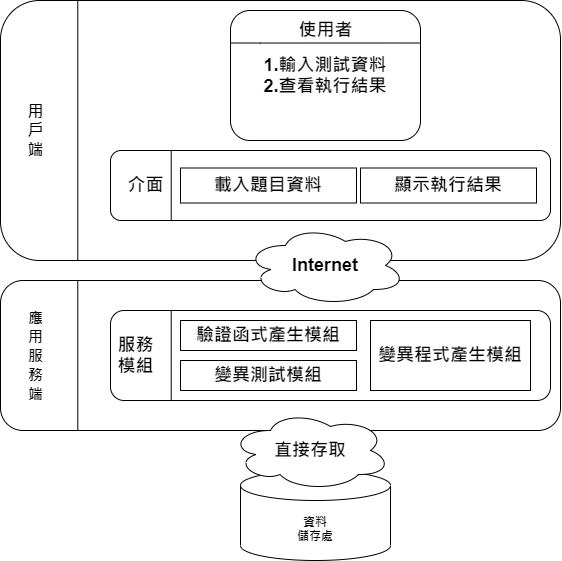 使用者
1.輸入測試資料
2.查看執行結果
用
戶
端
介面
載入題目資料
顯示執行結果
Internet
應
用
服
務
端
服務
模組
驗證函式產生模組
變異測試模組
變異程式產生模組
直接存取
資料
儲存處